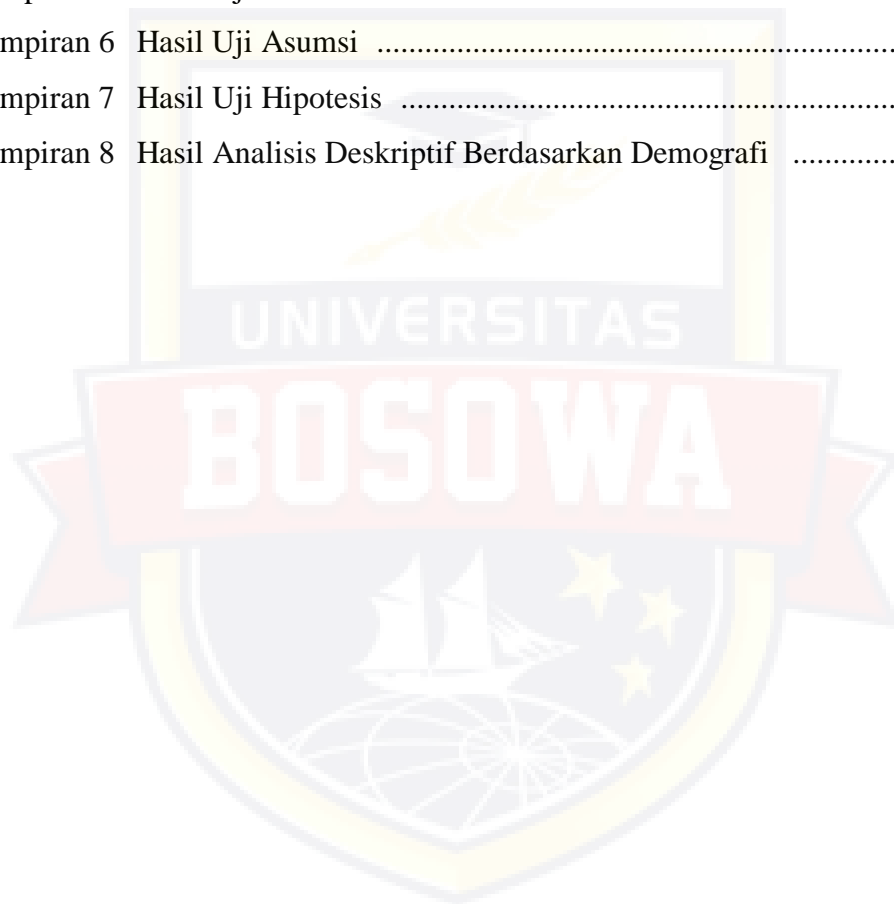 mpiran 6 Hasil Uji Asumsi ................................................................
mpiran 7 Hasil Uji Hipotesis .............................................................
mpiran 8 Hasil Analisis Deskriptif Berdasarkan Demografi .............
UNIVERSITAS
BOSOWA